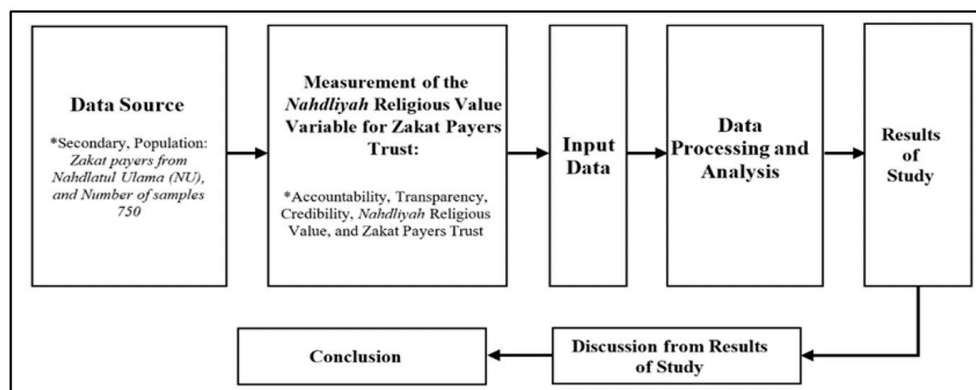 Data Source
*Secondary, Population:
Zakat payers from
Nahdlatul Ulama (NU),
and Number of samples
750
Measurement of the
Nahdliyah Religious Value
Variable for Zakat Payers
Trust:
*Accountability, Transparency,
Credibility, Nahdliyah Religious
Value, and Zakat Payers Trust
Input
Data
Data
Processing and
Analysis
Results
of
Study
Discussion from Results
of Study
Conclusion